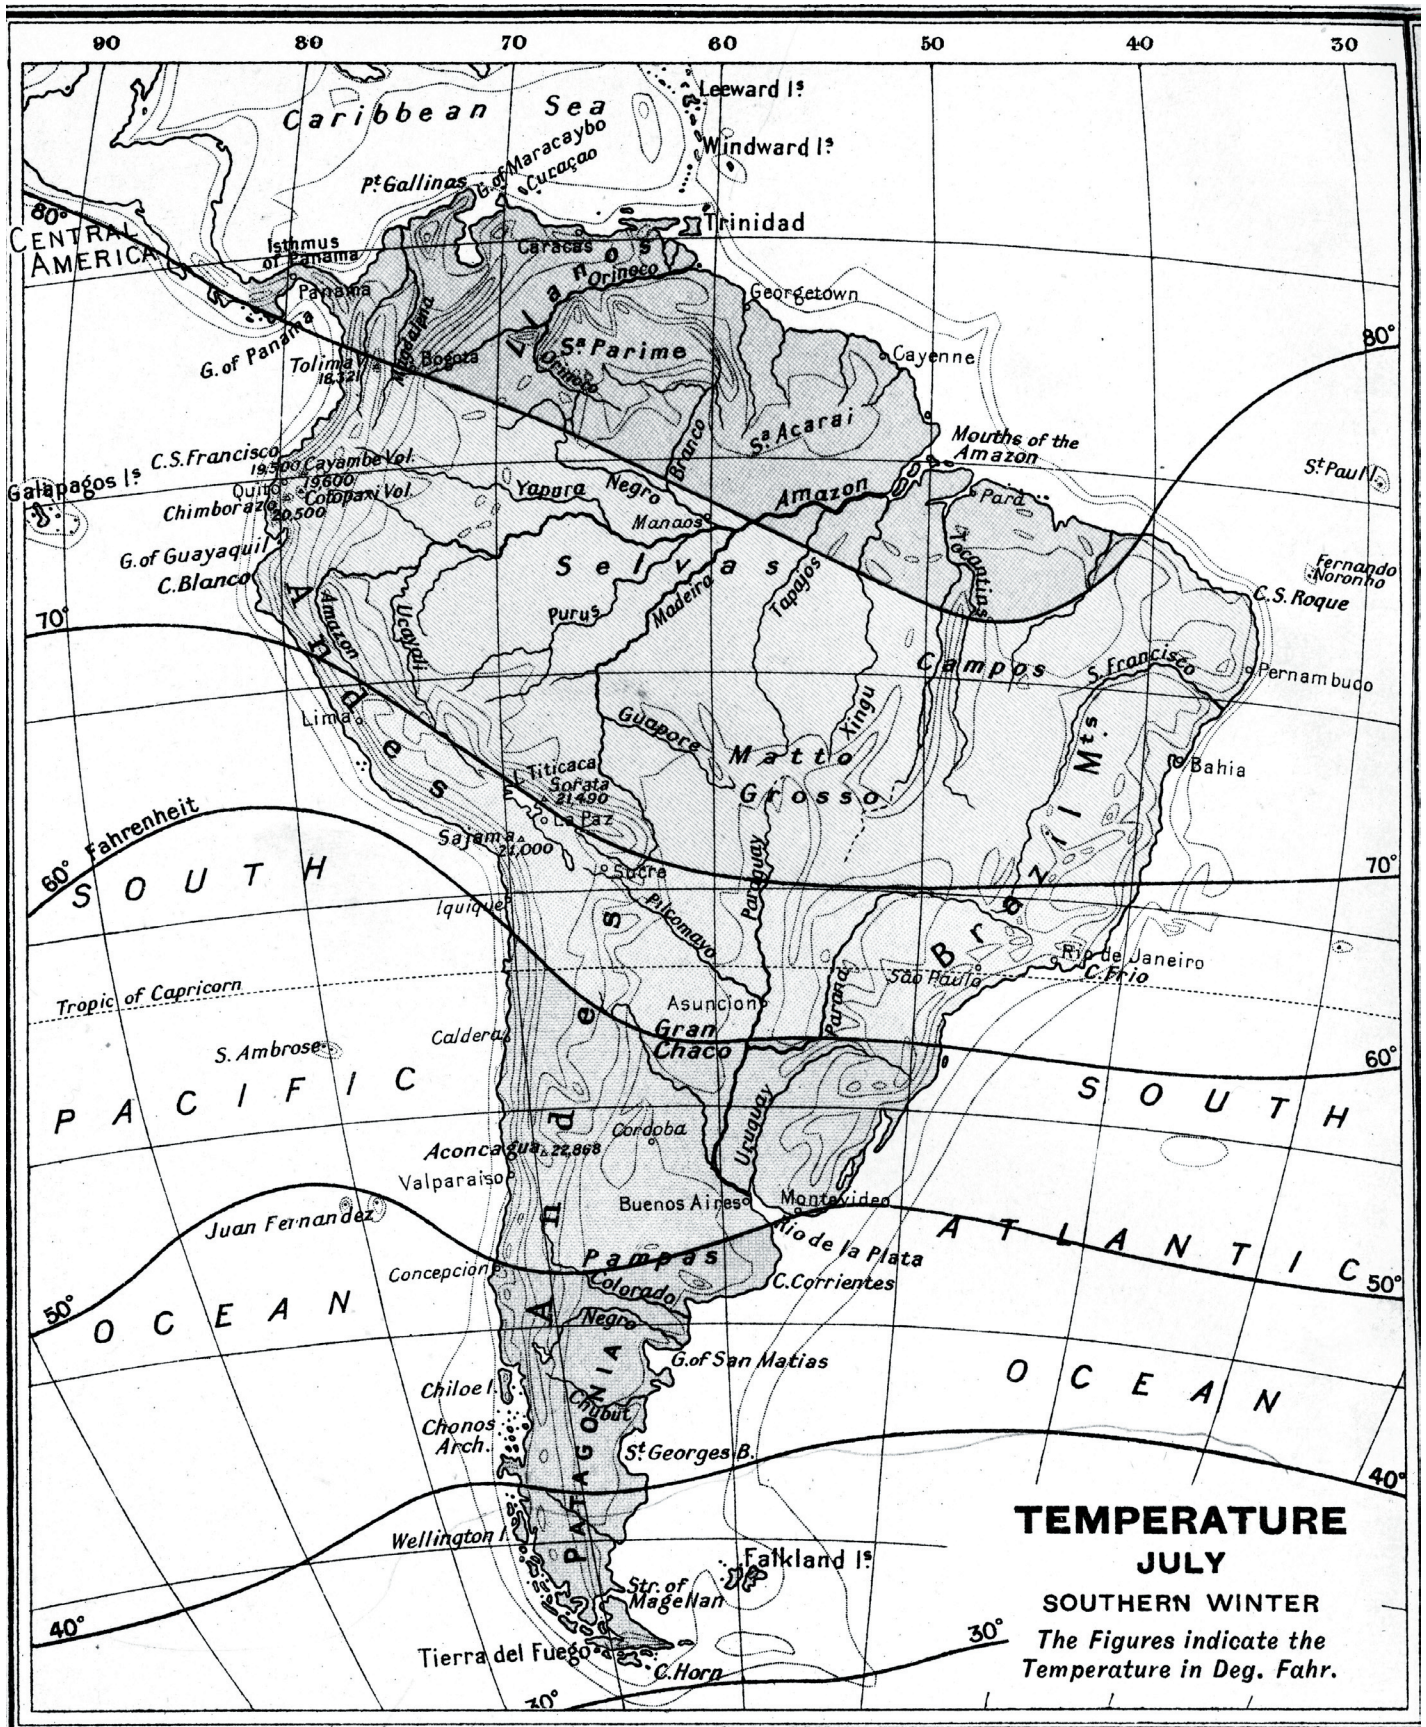 90 80 70 60 50 40 30
Caribbean Sea
Leeward Iˢ
Windward Iˢ
G. of Maracaybo
Curaçao
Pᵗ Gallinas
80°
CENTRAL
AMERICA
Isthmus
of Panama
Panama
G. of Panama
Caracas
Trinidad
Llanos
Orinoco
Georgetown
Magdalena
Tolima
18,321
Bogota
Sᵃ Parime
Orinoco
Cayenne
80°
Sᵃ Acarai
Branco
Mouths of the
Amazon
Sᵗ Paul I.
C.S. Francisco
19,500 Cayambe Vol.
Quito
19600
Cotopaxi Vol.
Chimborazo
20,500
Galapagos Iˢ
Yapura
Negro
Amazon
Manaos
Para
G. of Guayaquil
C. Blanco
Selvas
Purus
Madeira
Tapajos
Tocantins
Fernando
Noronho
C.S. Roque
70°
Andes
Amazon
Ucayali
Campos
S. Francisco
Pernambuco
Lima
Guapore
Xingu
Matto
Grosso
Titicaca
Sorata
21,490
La Paz
Bahia
Brazil Mᵗˢ
Sajama
21,000
60° Fahrenheit
Sucre
Paraguay
70°
SOUTH
Iquique
Pilcomayo
Rio de Janeiro
C. Frio
São Paulo
Tropic of Capricorn
Asuncion
Parana
Caldera
Gran
Chaco
S. Ambrose
60°
PACIFIC
SOUTH
Uruguay
Cordoba
Aconcagua 22,868
Valparaiso
Buenos Aires
Montevideo
Juan Fernandez
Rio de la Plata
ATLANTIC
Andes
Pampas
Concepcion
C. Corrientes
Colorado
50°
50°
OCEAN
Negro
G. of San Matias
OCEAN
Chiloe I.
Chubut
Chonos
Arch.
Sᵗ Georges B.
PATAGONIA
40°
Wellington I.
Falkland Iˢ
Str. of
Magellan
40°
Tierra del Fuego
C. Horn
30°
30°
TEMPERATURE
JULY
SOUTHERN WINTER
The Figures indicate the
Temperature in Deg. Fahr.